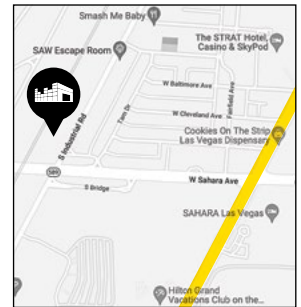 Smash Me Baby
The STRAT Hotel,
Casino & SkyPod
SAW Escape Room
W Baltimore Ave
Fairfield Ave
Tam Dr
W Cleveland Ave
S Industrial Rd
Cookies On The Strip
Las Vegas Dispensary
589
W Sahara Ave
S Bridge
SAHARA Las Vegas
Hilton Grand
Vacations Club on the...